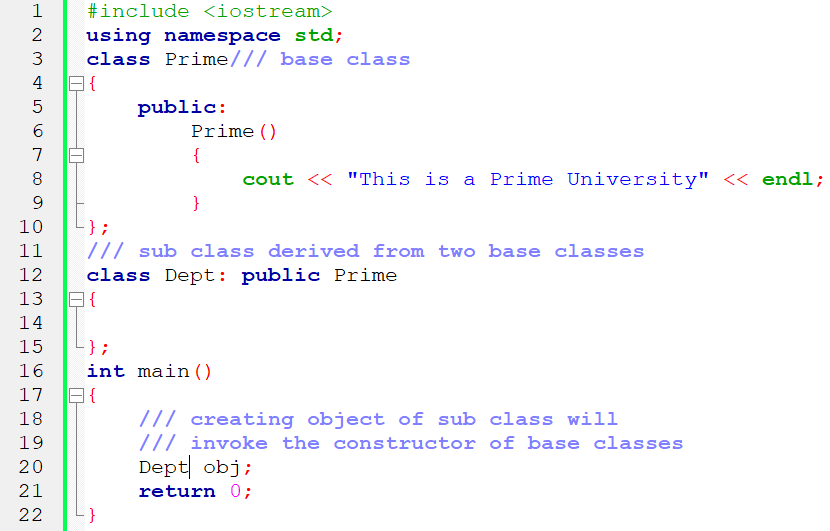 1 #include <iostream>
2 using namespace std;
3 class Prime/// base class
4 {
5 public:
6 Prime()
7 {
8 cout << "This is a Prime University" << endl;
9 }
10 };
11 /// sub class derived from two base classes
12 class Dept: public Prime
13 {
14
15 };
16 int main()
17 {
18 /// creating object of sub class will
19 /// invoke the constructor of base classes
20 Dept obj;
21 return 0;
22 }